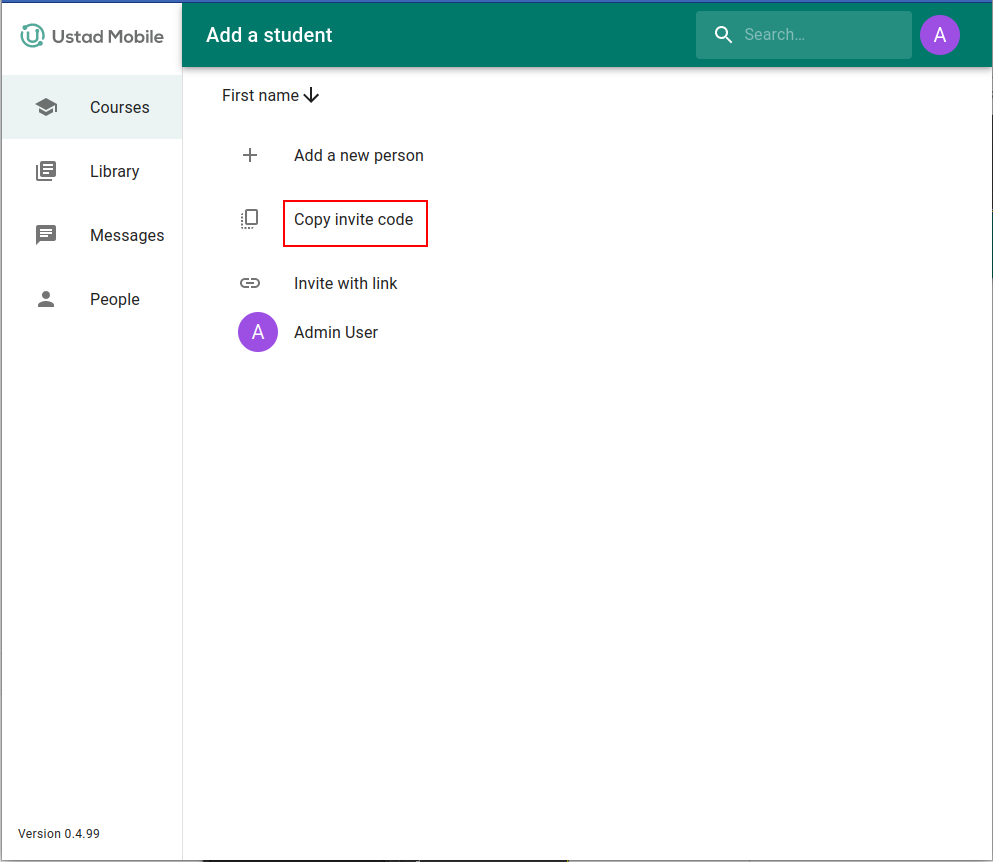 Ustad Mobile
Add a student
Search...
A
Courses
Library
Messages
People
First name
Add a new person
Copy invite code
Invite with link
A
Admin User
Version 0.4.99